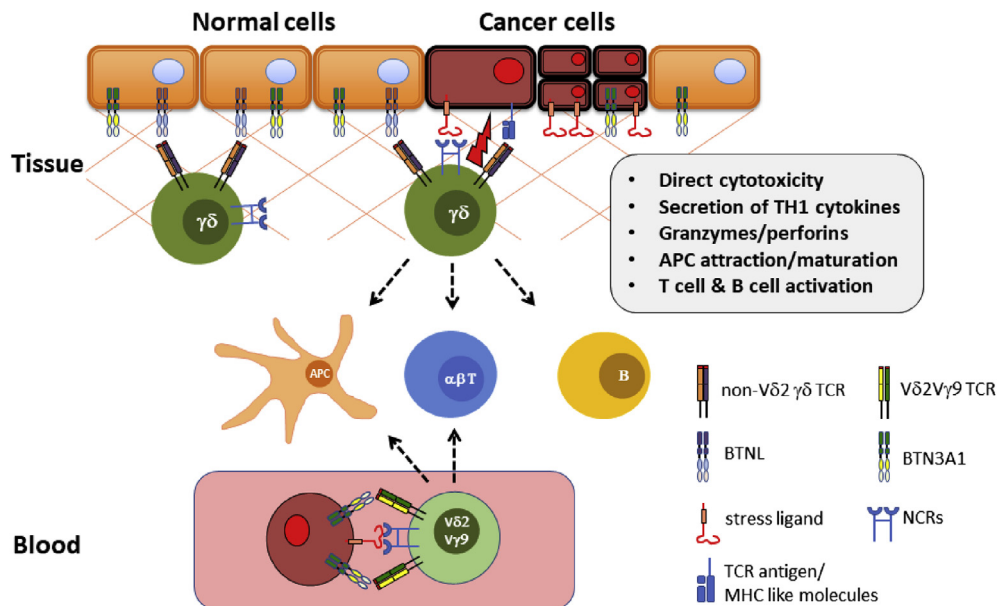 Normal cells
Cancer cells
Tissue
γδ
γδ
• Direct cytotoxicity
• Secretion of TH1 cytokines
• Granzymes/perforins
• APC attraction/maturation
• T cell & B cell activation
APC
αβ T
B
non-Vδ2 γδ TCR
Vδ2Vγ9 TCR
BTNL
BTN3A1
stress ligand
NCRs
TCR antigen/
MHC like molecules
Blood
Vδ2
Vγ9